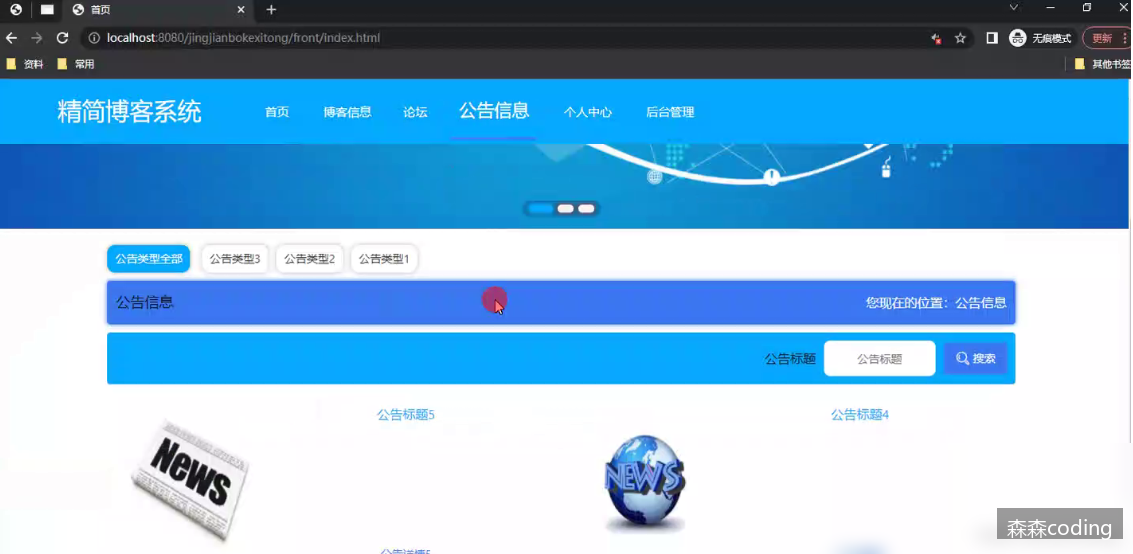 首页
localhost:8080/jingjianbokexitong/front/index.html
无痕模式
更新
资料
常用
其他书签
精简博客系统
首页
博客信息
论坛
公告信息
个人中心
后台管理
公告类型全部
公告类型3
公告类型2
公告类型1
公告信息
您现在的位置：公告信息
公告标题
公告标题
搜索
公告标题5
公告标题4
News
NEWS
公告详情5
森森coding